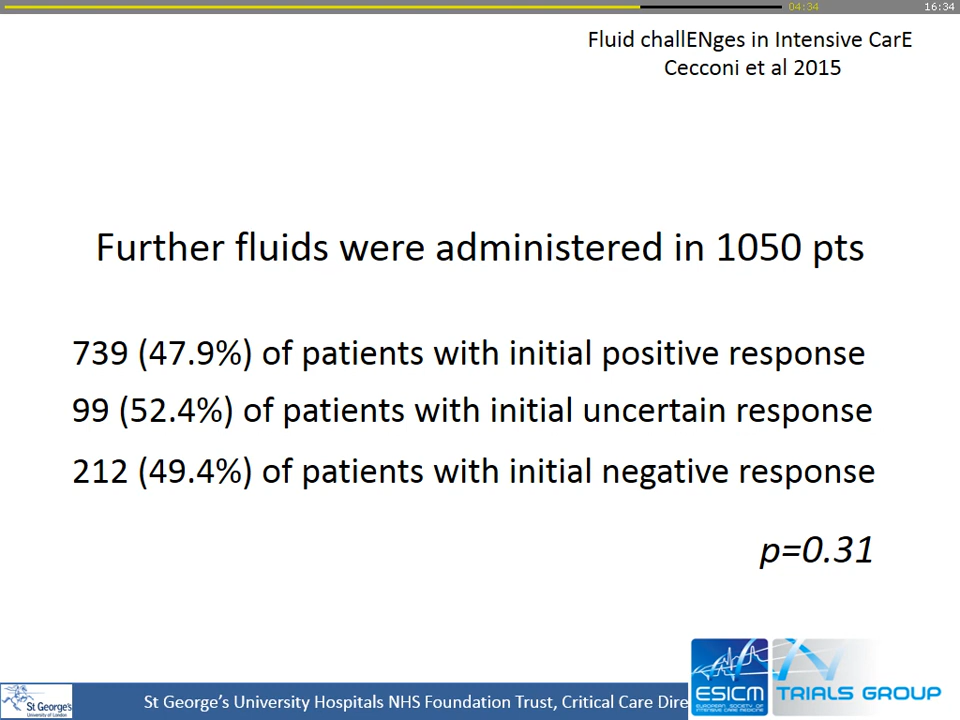 04:34
16:34
Fluid challENges in Intensive CarE
Cecconi et al 2015
Further fluids were administered in 1050 pts
739 (47.9%) of patients with initial positive response
99 (52.4%) of patients with initial uncertain response
212 (49.4%) of patients with initial negative response
p=0.31
St George's
University of London
St George's University Hospitals NHS Foundation Trust, Critical Care Dire
ESICM
EUROPEAN SOCIETY OF
INTENSIVE CARE MEDICINE
TRIALS GROUP